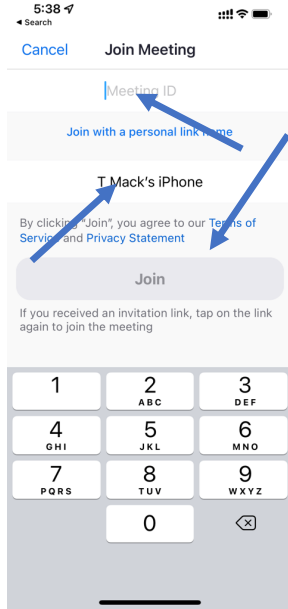 5:38
Search
Cancel Join Meeting
Meeting ID
Join with a personal link name
T Mack's iPhone
By clicking "Join", you agree to our Terms of
Service and Privacy Statement
Join
If you received an invitation link, tap on the link
again to join the meeting
1 2 3
ABC DEF
4 5 6
GHI JKL MNO
7 8 9
PQRS TUV WXYZ
0